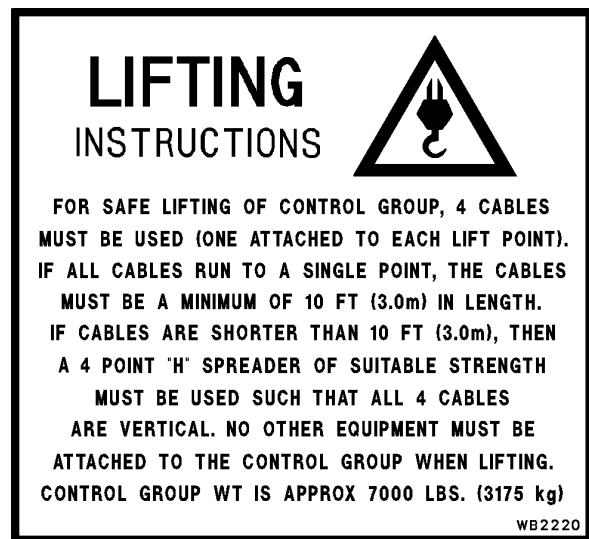 LIFTING
INSTRUCTIONS
FOR SAFE LIFTING OF CONTROL GROUP, 4 CABLES
MUST BE USED (ONE ATTACHED TO EACH LIFT POINT).
IF ALL CABLES RUN TO A SINGLE POINT, THE CABLES
MUST BE A MINIMUM OF 10 FT (3.0m) IN LENGTH.
IF CABLES ARE SHORTER THAN 10 FT (3.0m), THEN
A 4 POINT "H" SPREADER OF SUITABLE STRENGTH
MUST BE USED SUCH THAT ALL 4 CABLES
ARE VERTICAL. NO OTHER EQUIPMENT MUST BE
ATTACHED TO THE CONTROL GROUP WHEN LIFTING.
CONTROL GROUP WT IS APPROX 7000 LBS. (3175 kg)
WB2220